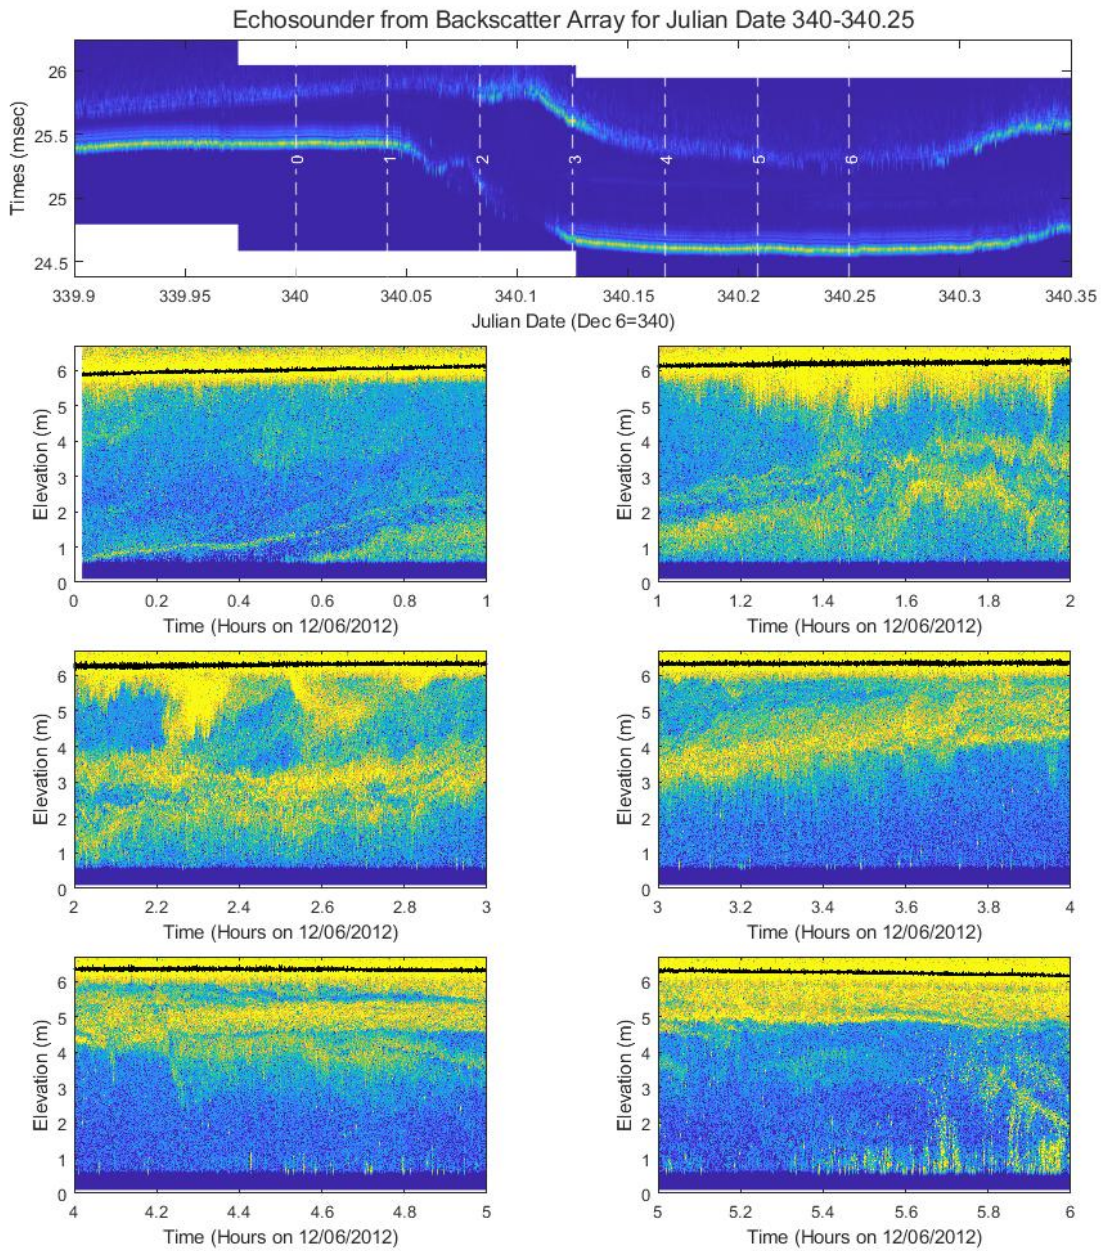 Echosounder from Backscatter Array for Julian Date 340-340.25
Times (msec)
26
25.5
25
24.5
0 1 2 3 4 5 6
339.9 339.95 340 340.05 340.1 340.15 340.2 340.25 340.3 340.35
Julian Date (Dec 6=340)
Elevation (m)
6
5
4
3
2
1
0
0 0.2 0.4 0.6 0.8 1
Time (Hours on 12/06/2012)
Elevation (m)
6
5
4
3
2
1
0
1 1.2 1.4 1.6 1.8 2
Time (Hours on 12/06/2012)
Elevation (m)
6
5
4
3
2
1
0
2 2.2 2.4 2.6 2.8 3
Time (Hours on 12/06/2012)
Elevation (m)
6
5
4
3
2
1
0
3 3.2 3.4 3.6 3.8 4
Time (Hours on 12/06/2012)
Elevation (m)
6
5
4
3
2
1
0
4 4.2 4.4 4.6 4.8 5
Time (Hours on 12/06/2012)
Elevation (m)
6
5
4
3
2
1
0
5 5.2 5.4 5.6 5.8 6
Time (Hours on 12/06/2012)